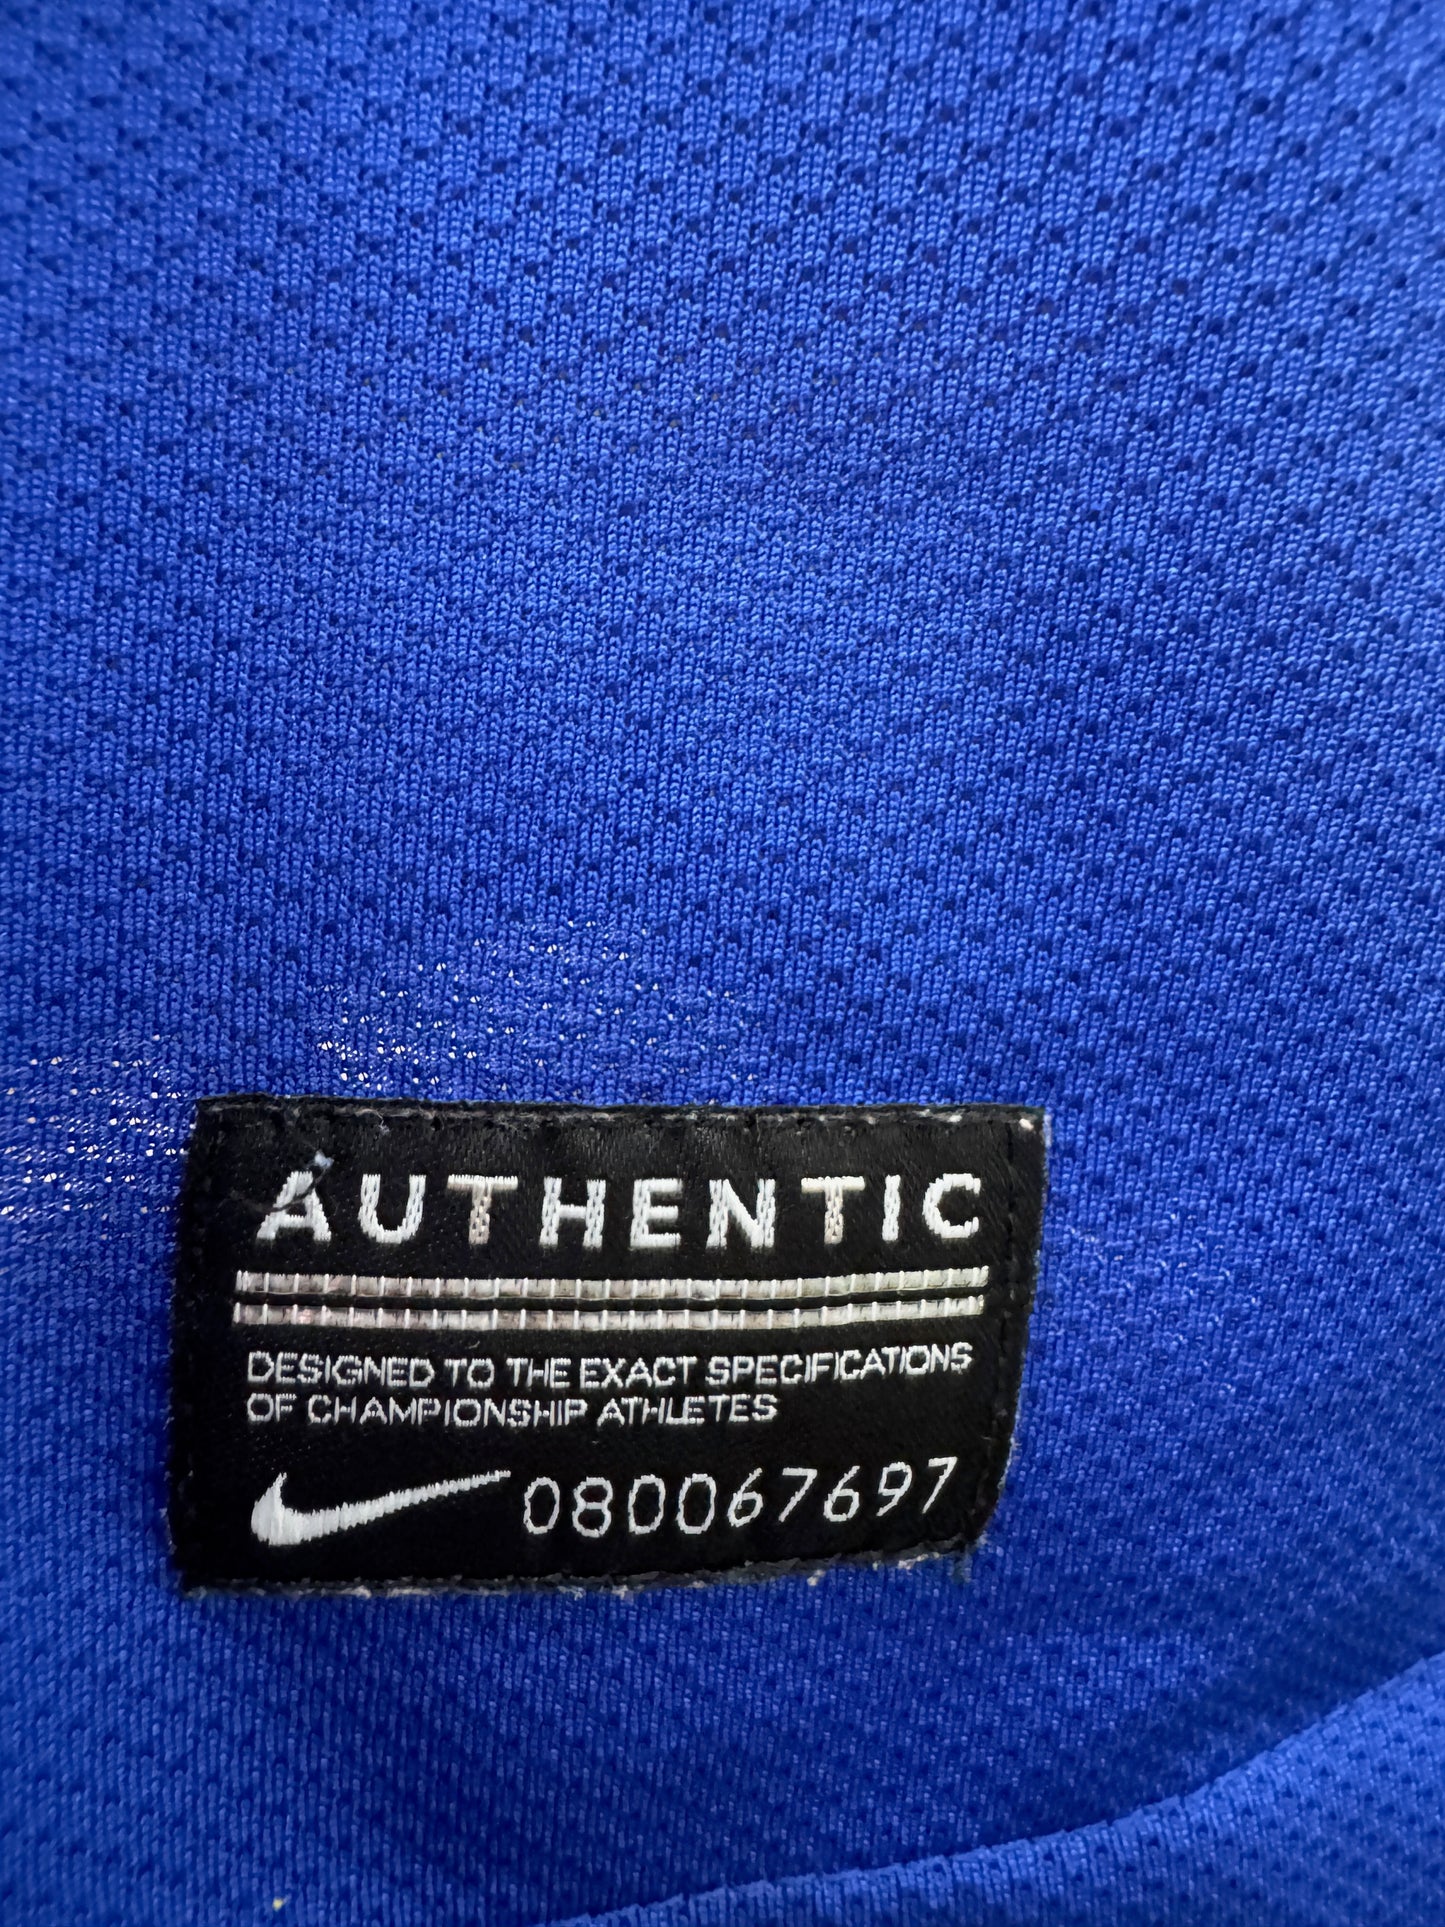 AUTHENTIC
DESIGNED TO THE EXACT SPECIFICATIONS
OF CHAMPIONSHIP ATHLETES
080067697